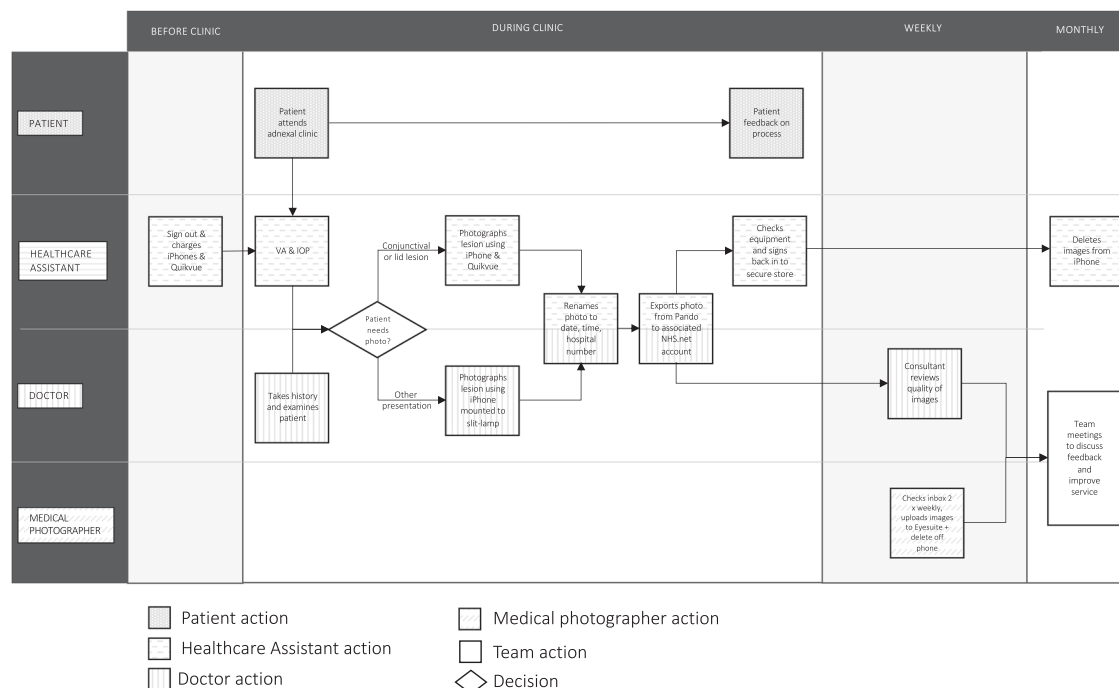 BEFORE CLINIC
DURING CLINIC
WEEKLY
MONTHLY
PATIENT
Patient
attends
adnexal clinic
Patient
feedback on
process
HEALTHCARE
ASSISTANT
Sign out &
charges
iPhones &
Quikvue
VA & IOP
Conjunctival
or lid lesion
Photographs
lesion using
iPhone &
Quikvue
Checks
equipment
and signs
back in to
secure store
Deletes
images from
iPhone
Patient
needs
photo?
Renames
photo to
date, time,
hospital
number
Exports photo
from Pando
to associated
NHS.net
account
DOCTOR
Takes history
and examines
patient
Other
presentation
Photographs
lesion using
iPhone
mounted to
slit-lamp
Consultant
reviews
quality of
images
Team
meetings
to discuss
feedback
and
improve
service
MEDICAL
PHOTOGRAPHER
Checks inbox 2
x weekly,
uploads images
to Eyesuite +
delete off
phone
Patient action
Healthcare Assistant action
Doctor action
Medical photographer action
Team action
Decision